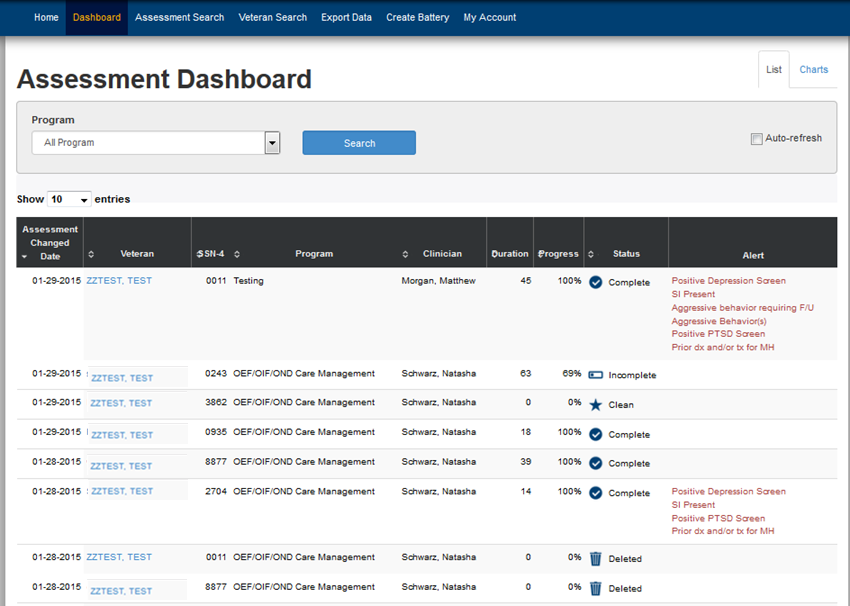 Home Dashboard Assessment Search Veteran Search Export Data Create Battery My Account
Assessment Dashboard
List Charts
Program
All Program Search Auto-refresh
Show 10 entries
Assessment Changed Date Veteran SSN-4 Program Clinician Duration Progress Status Alert
01-29-2015 ZZTEST, TEST 0011 Testing Morgan, Matthew 45 100% Complete Positive Depression Screen
SI Present
Aggressive behavior requiring F/U
Aggressive Behavior(s)
Positive PTSD Screen
Prior dx and/or tx for MH
01-29-2015 ZZTEST, TEST 0243 OEF/OIF/OND Care Management Schwarz, Natasha 63 69% Incomplete
01-29-2015 ZZTEST, TEST 3862 OEF/OIF/OND Care Management Schwarz, Natasha 0 0% Clean
01-29-2015 ZZTEST, TEST 0935 OEF/OIF/OND Care Management Schwarz, Natasha 18 100% Complete
01-28-2015 ZZTEST, TEST 8877 OEF/OIF/OND Care Management Schwarz, Natasha 39 100% Complete
01-28-2015 ZZTEST, TEST 2704 OEF/OIF/OND Care Management Schwarz, Natasha 14 100% Complete Positive Depression Screen
SI Present
Positive PTSD Screen
Prior dx and/or tx for MH
01-28-2015 ZZTEST, TEST 0011 OEF/OIF/OND Care Management Schwarz, Natasha 0 0% Deleted
01-28-2015 ZZTEST, TEST 8877 OEF/OIF/OND Care Management Schwarz, Natasha 0 0% Deleted